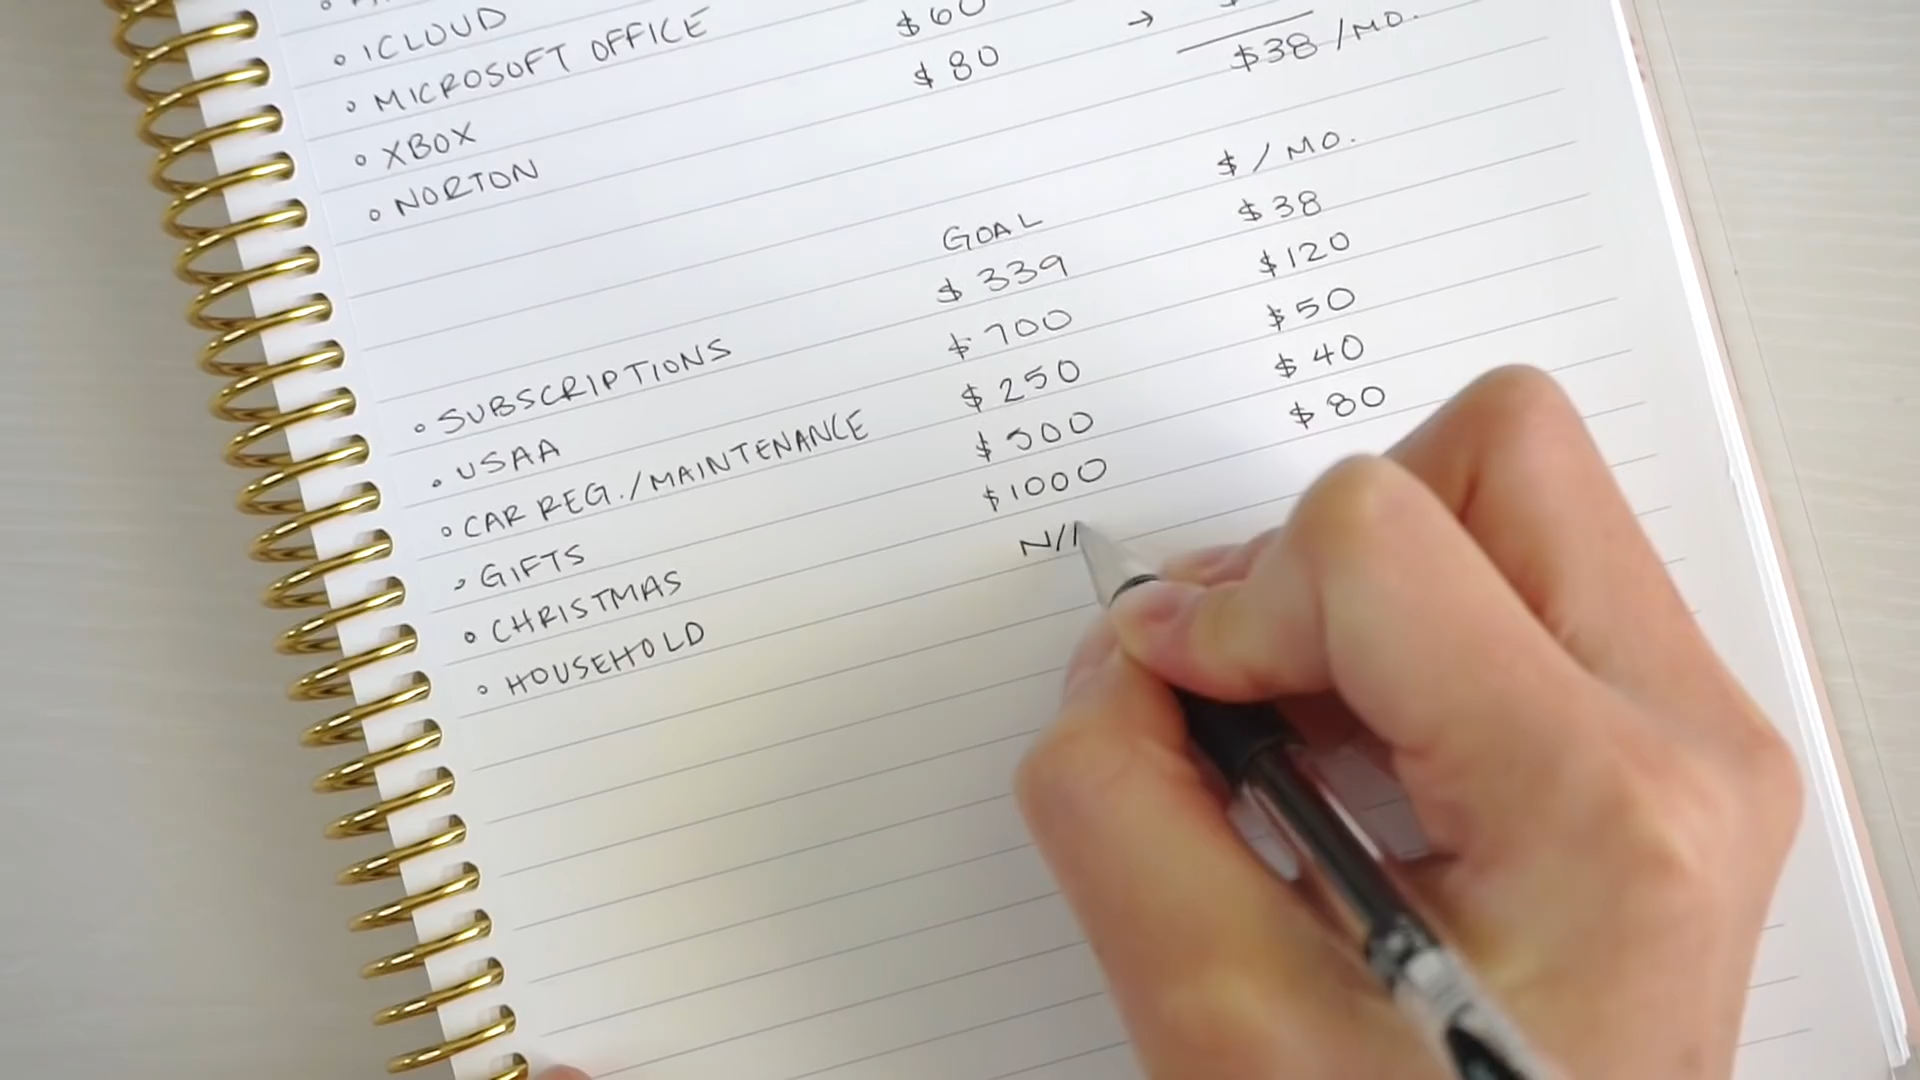 ◦ ICLOUD
◦ MICROSOFT OFFICE
◦ XBOX $60
◦ NORTON $80 →
$38 /MO.
GOAL $ / MO.
◦ SUBSCRIPTIONS $339 $38
◦ USAA $700 $120
◦ CAR REG./MAINTENANCE $250 $50
◦ GIFTS $500 $40
◦ CHRISTMAS $1000 $80
◦ HOUSEHOLD